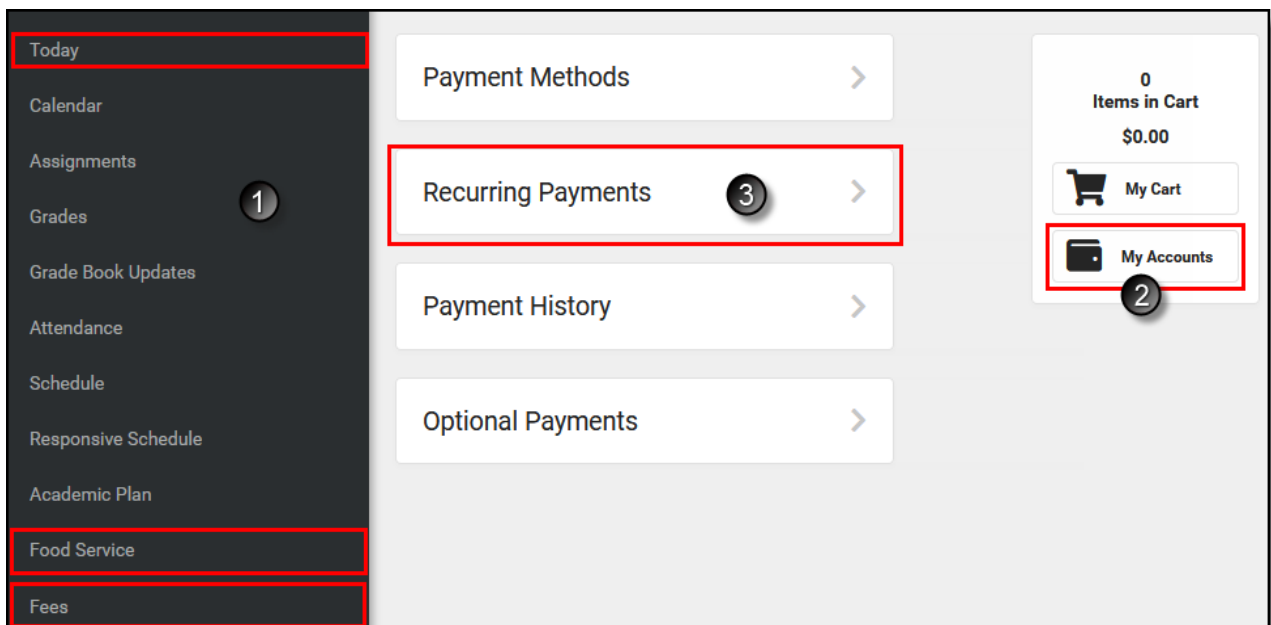 Today
Calendar
Assignments
Grades
Grade Book Updates
Attendance
Schedule
Responsive Schedule
Academic Plan
Food Service
Fees
1
Payment Methods
Recurring Payments
3
Payment History
Optional Payments
0
Items in Cart
$0.00
My Cart
My Accounts
2